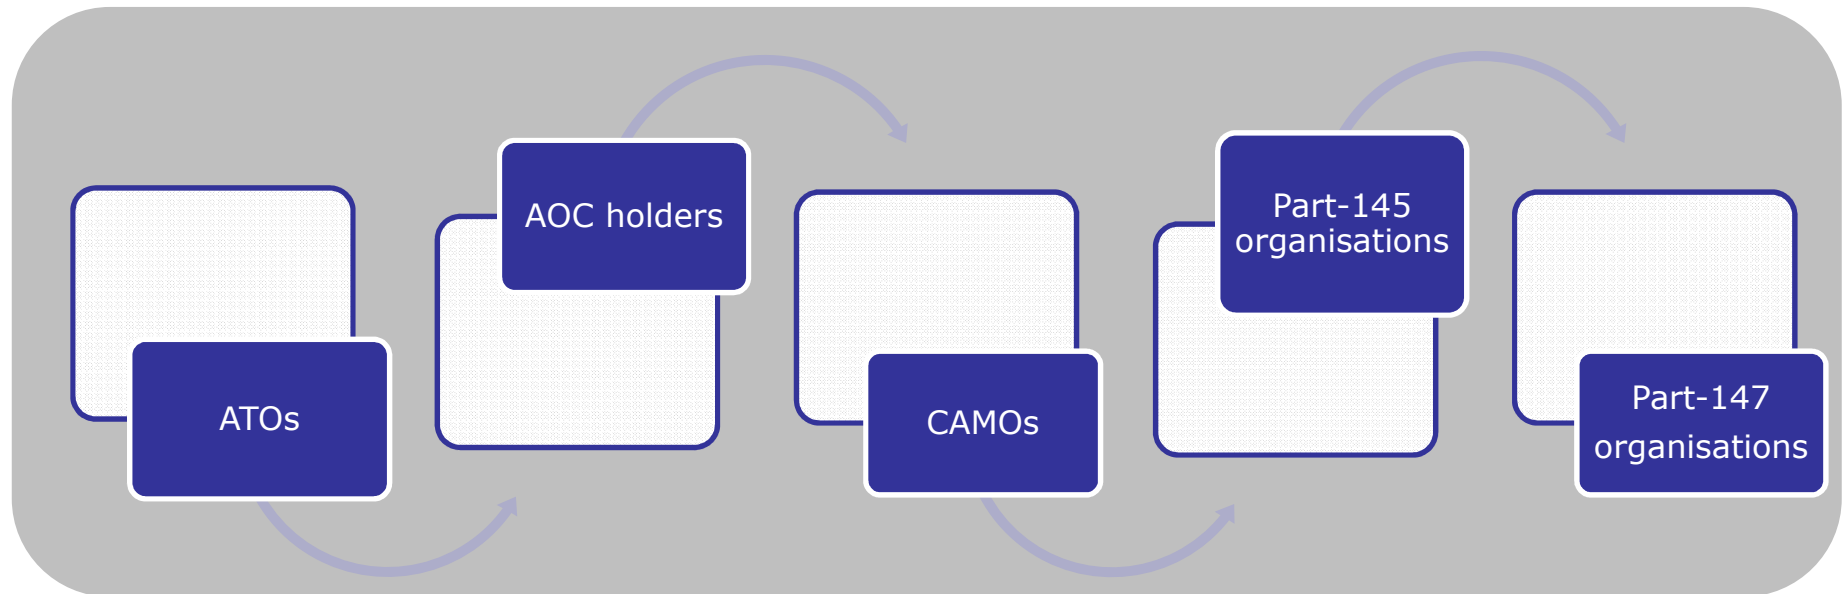 ATOs
AOC holders
CAMOs
Part-145
organisations
Part-147
organisations